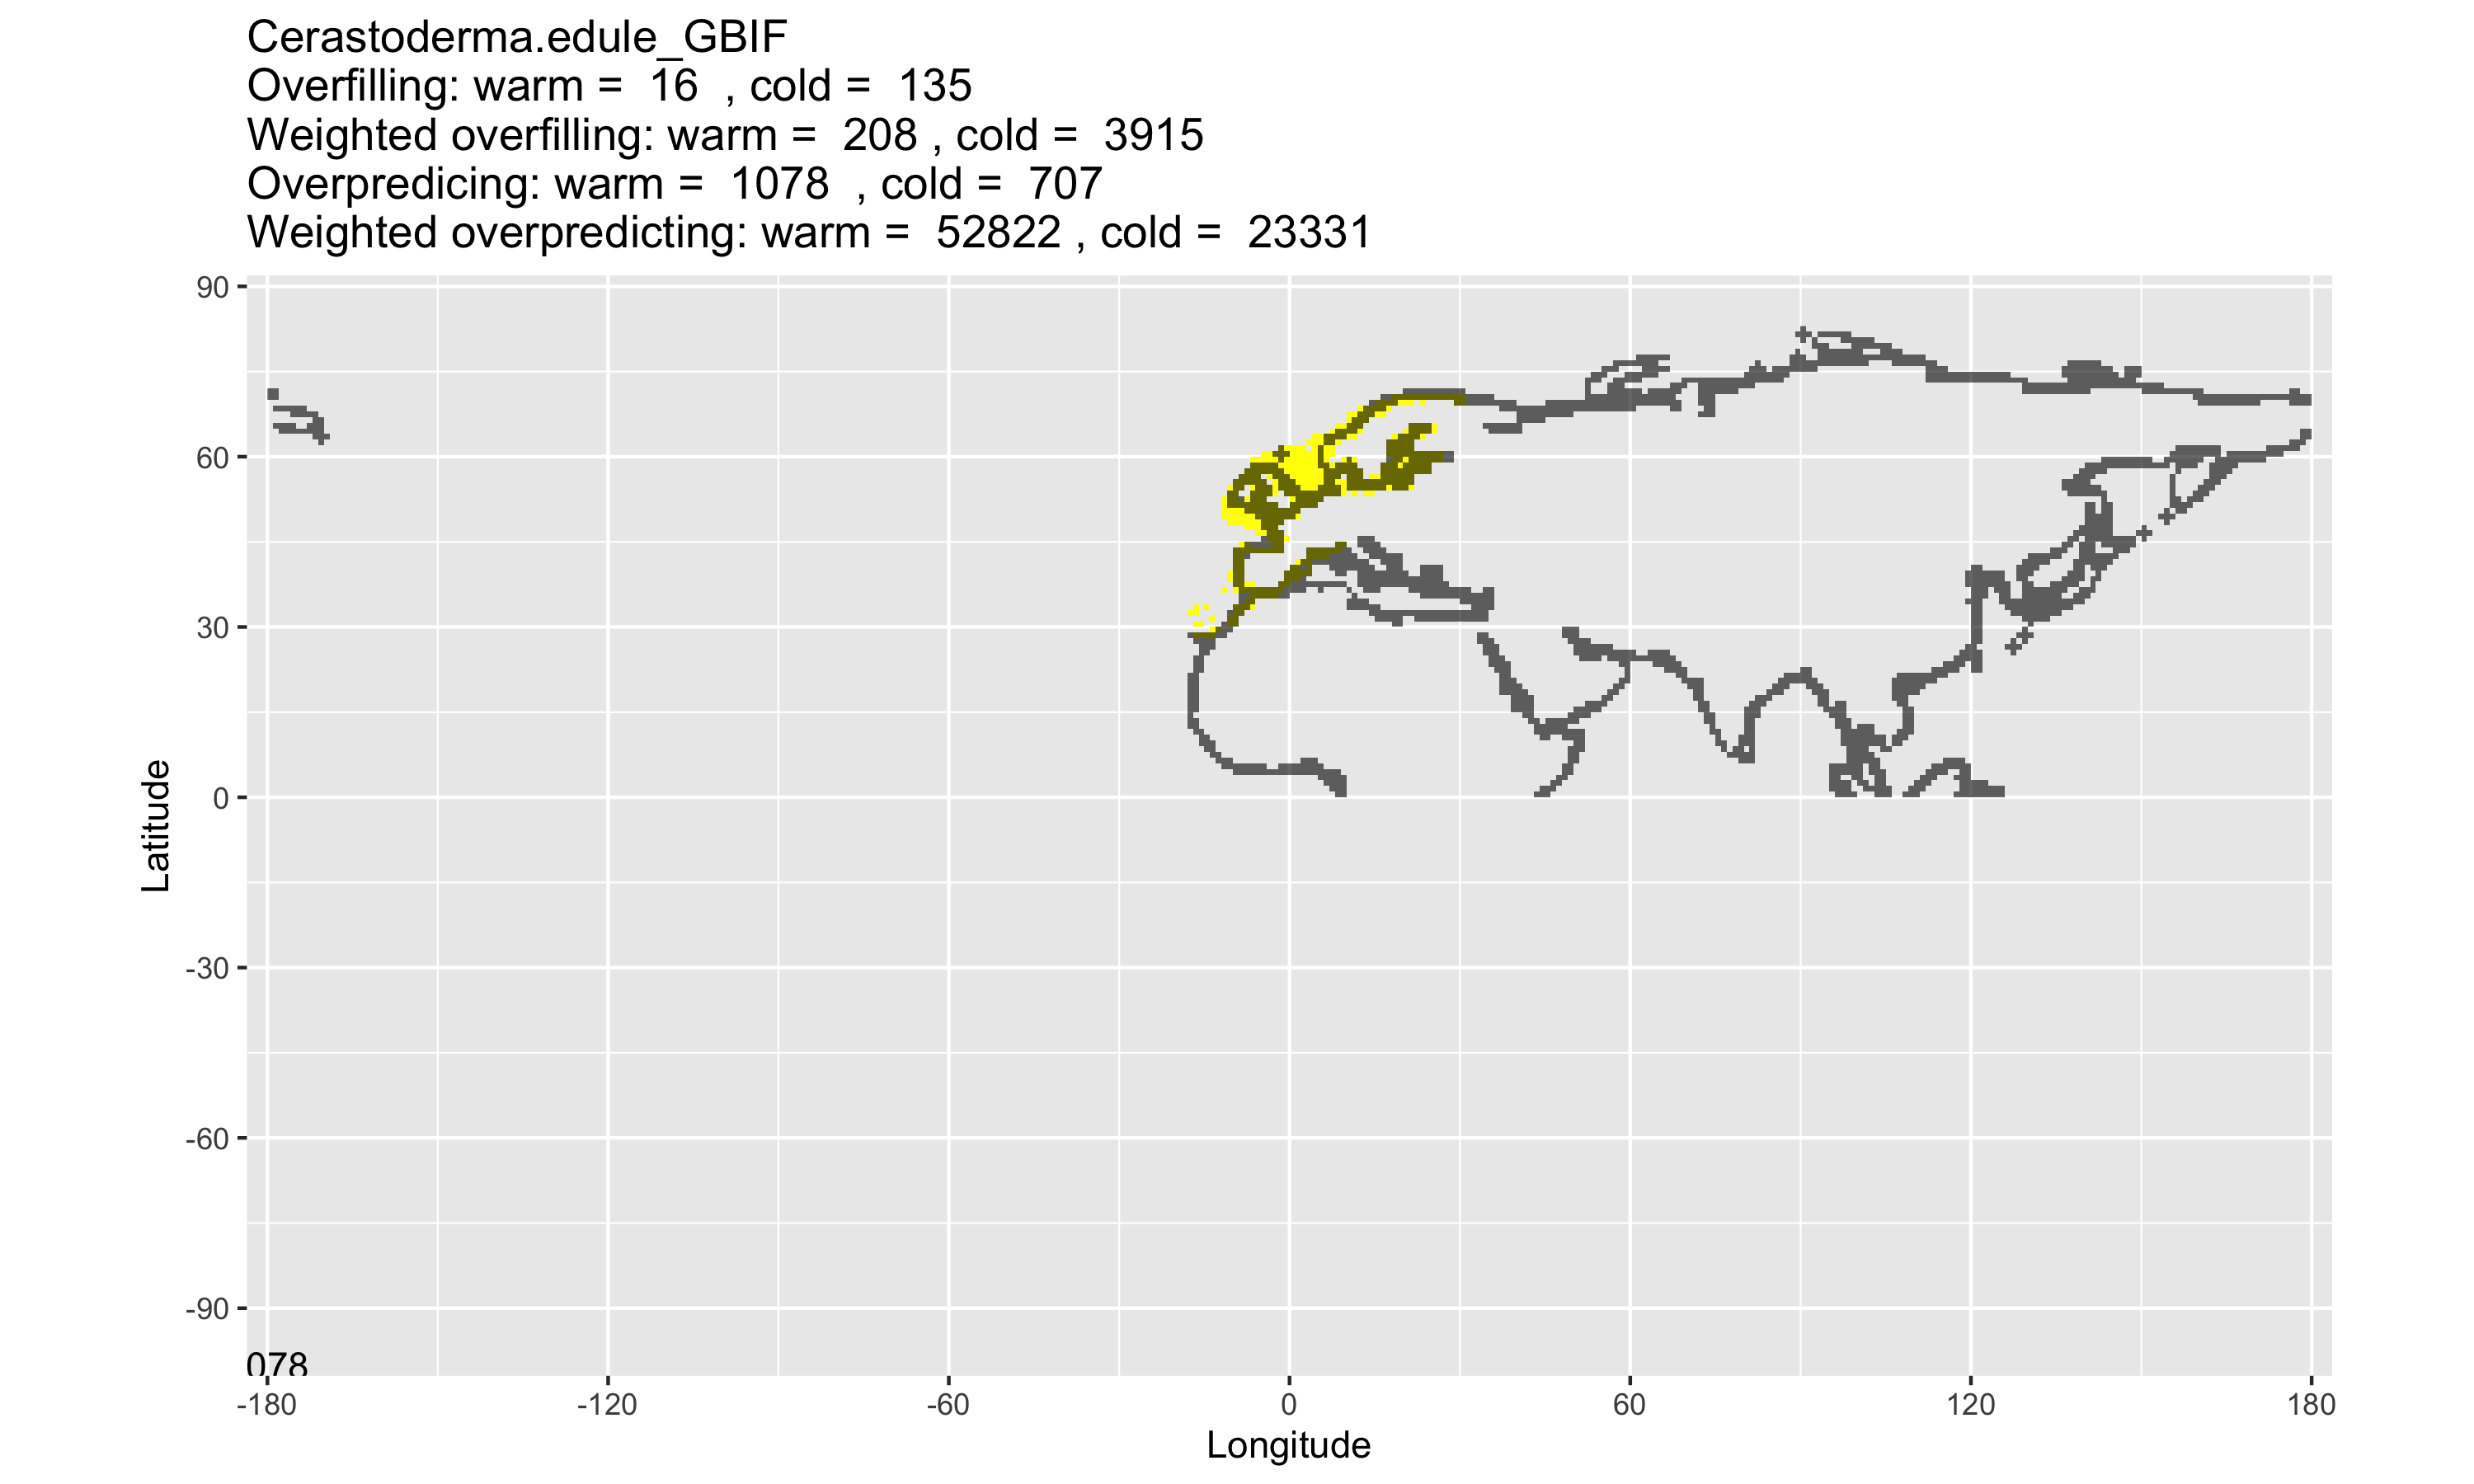 Cerastoderma.edule_GBIF
Overfilling: warm =  16  , cold =  135
Weighted overfilling: warm =  208 , cold =  3915
Overpredicing: warm =  1078  , cold =  707
Weighted overpredicting: warm =  52822 , cold =  23331
90
60
30
0
-30
-60
-90
Latitude
078
-180 -120 -60 0 60 120 180
Longitude